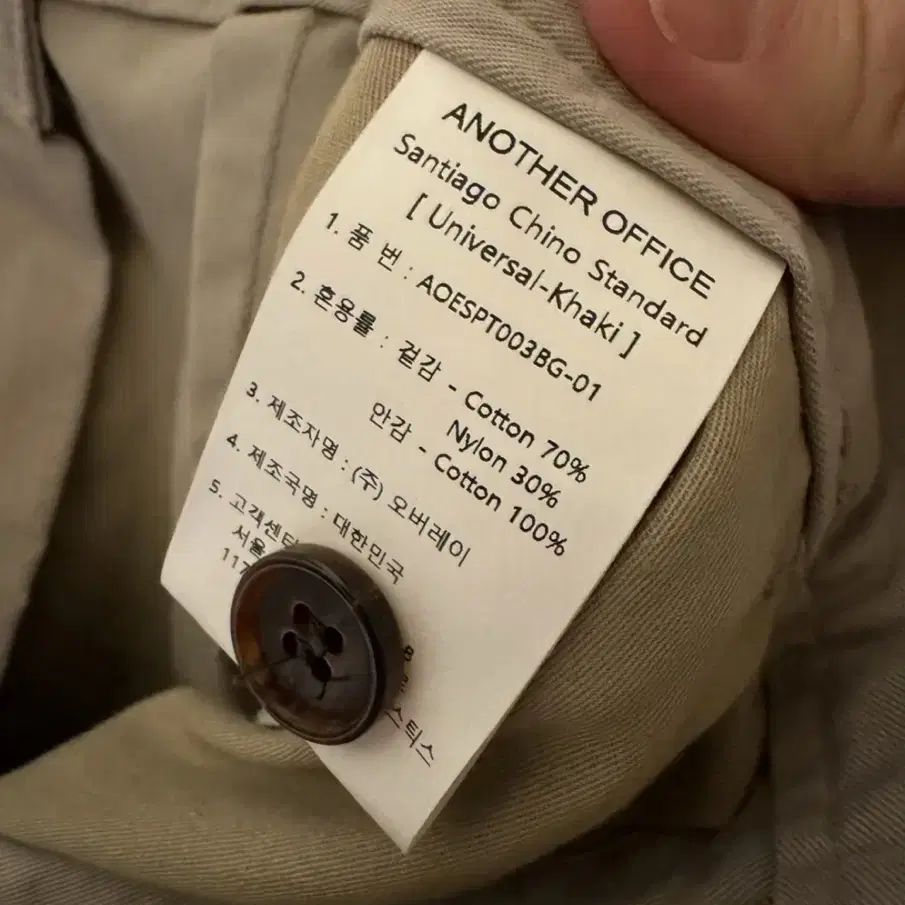 ANOTHER OFFICE
Santiago Chino Standard
[ Universal-Khaki ]
1. 품 번 : AOESPT003BG-01
2. 혼용률 : 겉감 - Cotton 70%
Nylon 30%
안감 - Cotton 100%
3. 제조자명 : (주) 오버레이
4. 제조국명 : 대한민국
5. 고객센터
서울
117